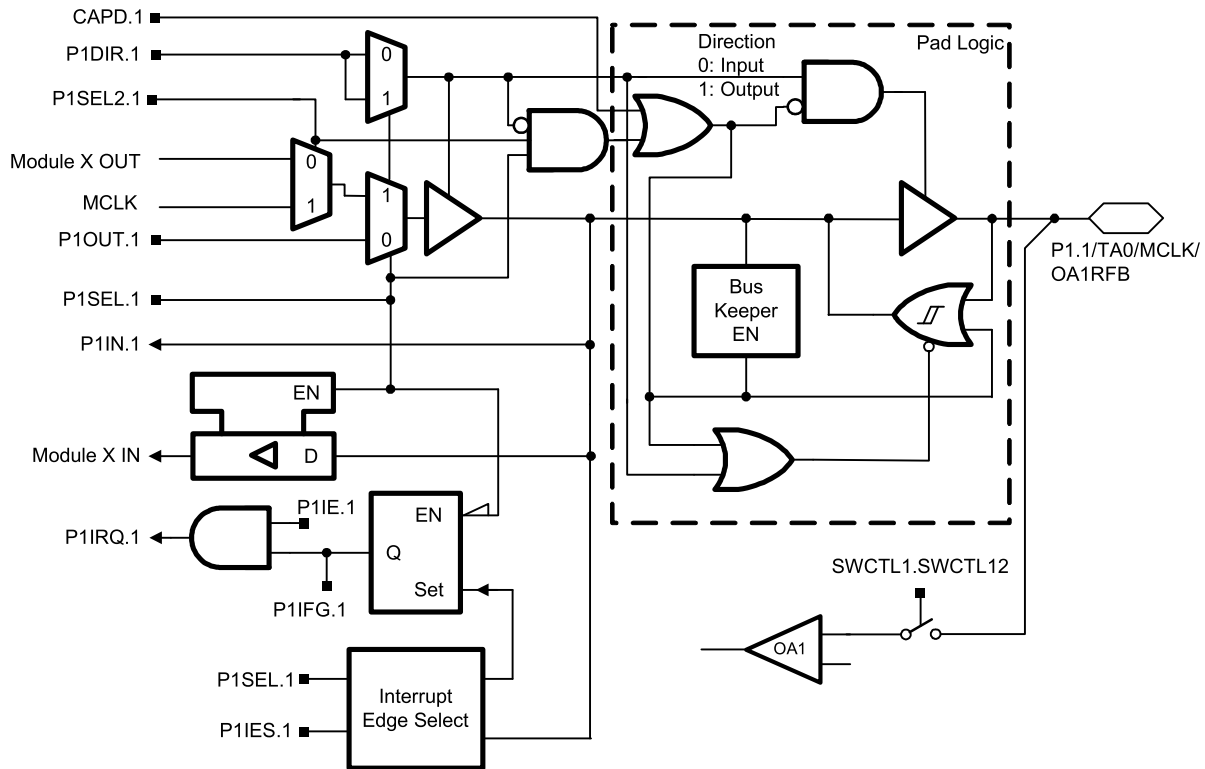 CAPD.1
P1DIR.1
0
1
Direction
0: Input
1: Output
Pad Logic
P1SEL2.1
Module X OUT
0
MCLK
1
1
0
P1OUT.1
P1.1/TA0/MCLK/
OA1RFB
P1SEL.1
Bus
Keeper
EN
P1IN.1
EN
Module X IN
D
P1IE.1
P1IRQ.1
EN
Q
Set
P1IFG.1
SWCTL1.SWCTL12
OA1
P1SEL.1
P1IES.1
Interrupt
Edge Select